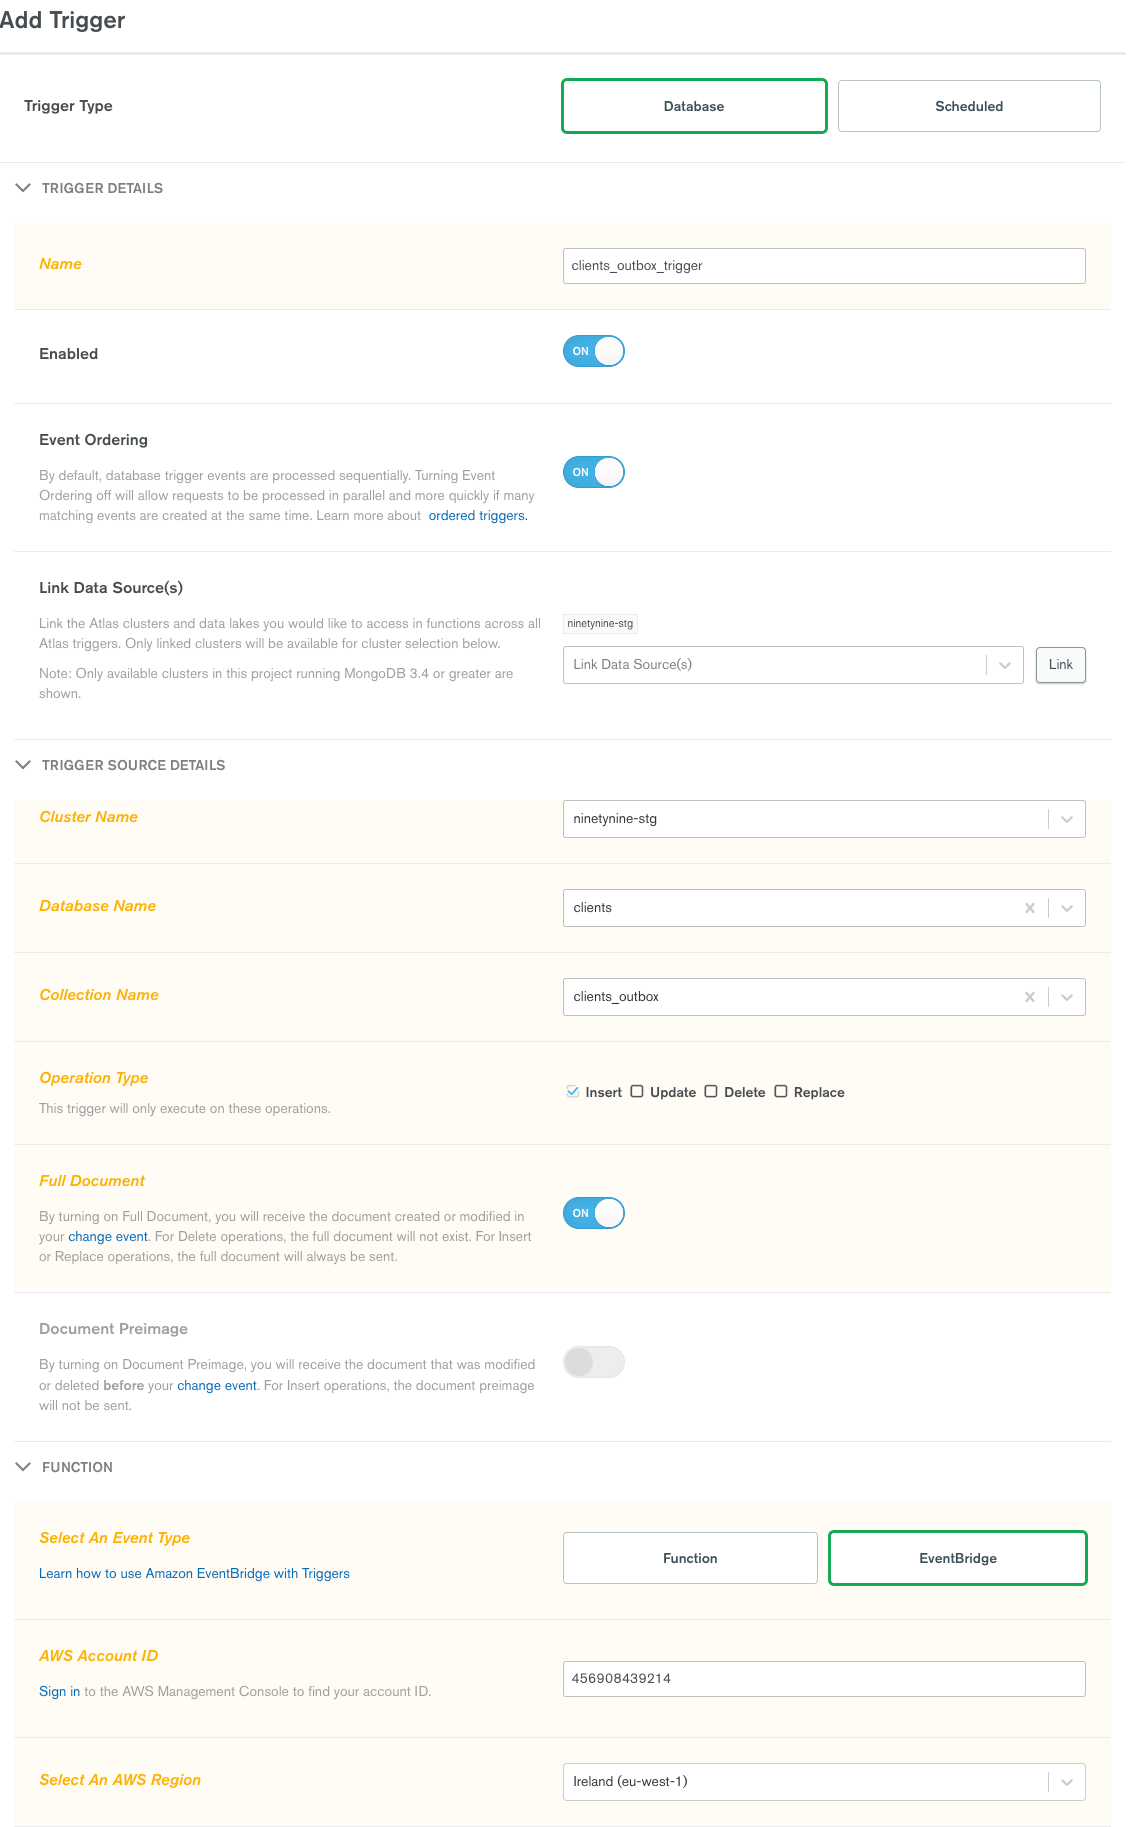 Add Trigger
Trigger Type
Database
Scheduled
TRIGGER DETAILS
Name
clients_outbox_trigger
Enabled
ON
Event Ordering
By default, database trigger events are processed sequentially. Turning Event
Ordering off will allow requests to be processed in parallel and more quickly if many
matching events are created at the same time. Learn more about ordered triggers.
ON
Link Data Source(s)
Link the Atlas clusters and data lakes you would like to access in functions across all
Atlas triggers. Only linked clusters will be available for cluster selection below.
Note: Only available clusters in this project running MongoDB 3.4 or greater are
shown.
ninetynine-stg
Link Data Source(s)
Link
TRIGGER SOURCE DETAILS
Cluster Name
ninetynine-stg
Database Name
clients
Collection Name
clients_outbox
Operation Type
This trigger will only execute on these operations.
Insert Update Delete Replace
Full Document
By turning on Full Document, you will receive the document created or modified in
your change event. For Delete operations, the full document will not exist. For Insert
or Replace operations, the full document will always be sent.
ON
Document Preimage
By turning on Document Preimage, you will receive the document that was modified
or deleted before your change event. For Insert operations, the document preimage
will not be sent.
FUNCTION
Select An Event Type
Learn how to use Amazon EventBridge with Triggers
Function
EventBridge
AWS Account ID
Sign in to the AWS Management Console to find your account ID.
456908439214
Select An AWS Region
Ireland (eu-west-1)